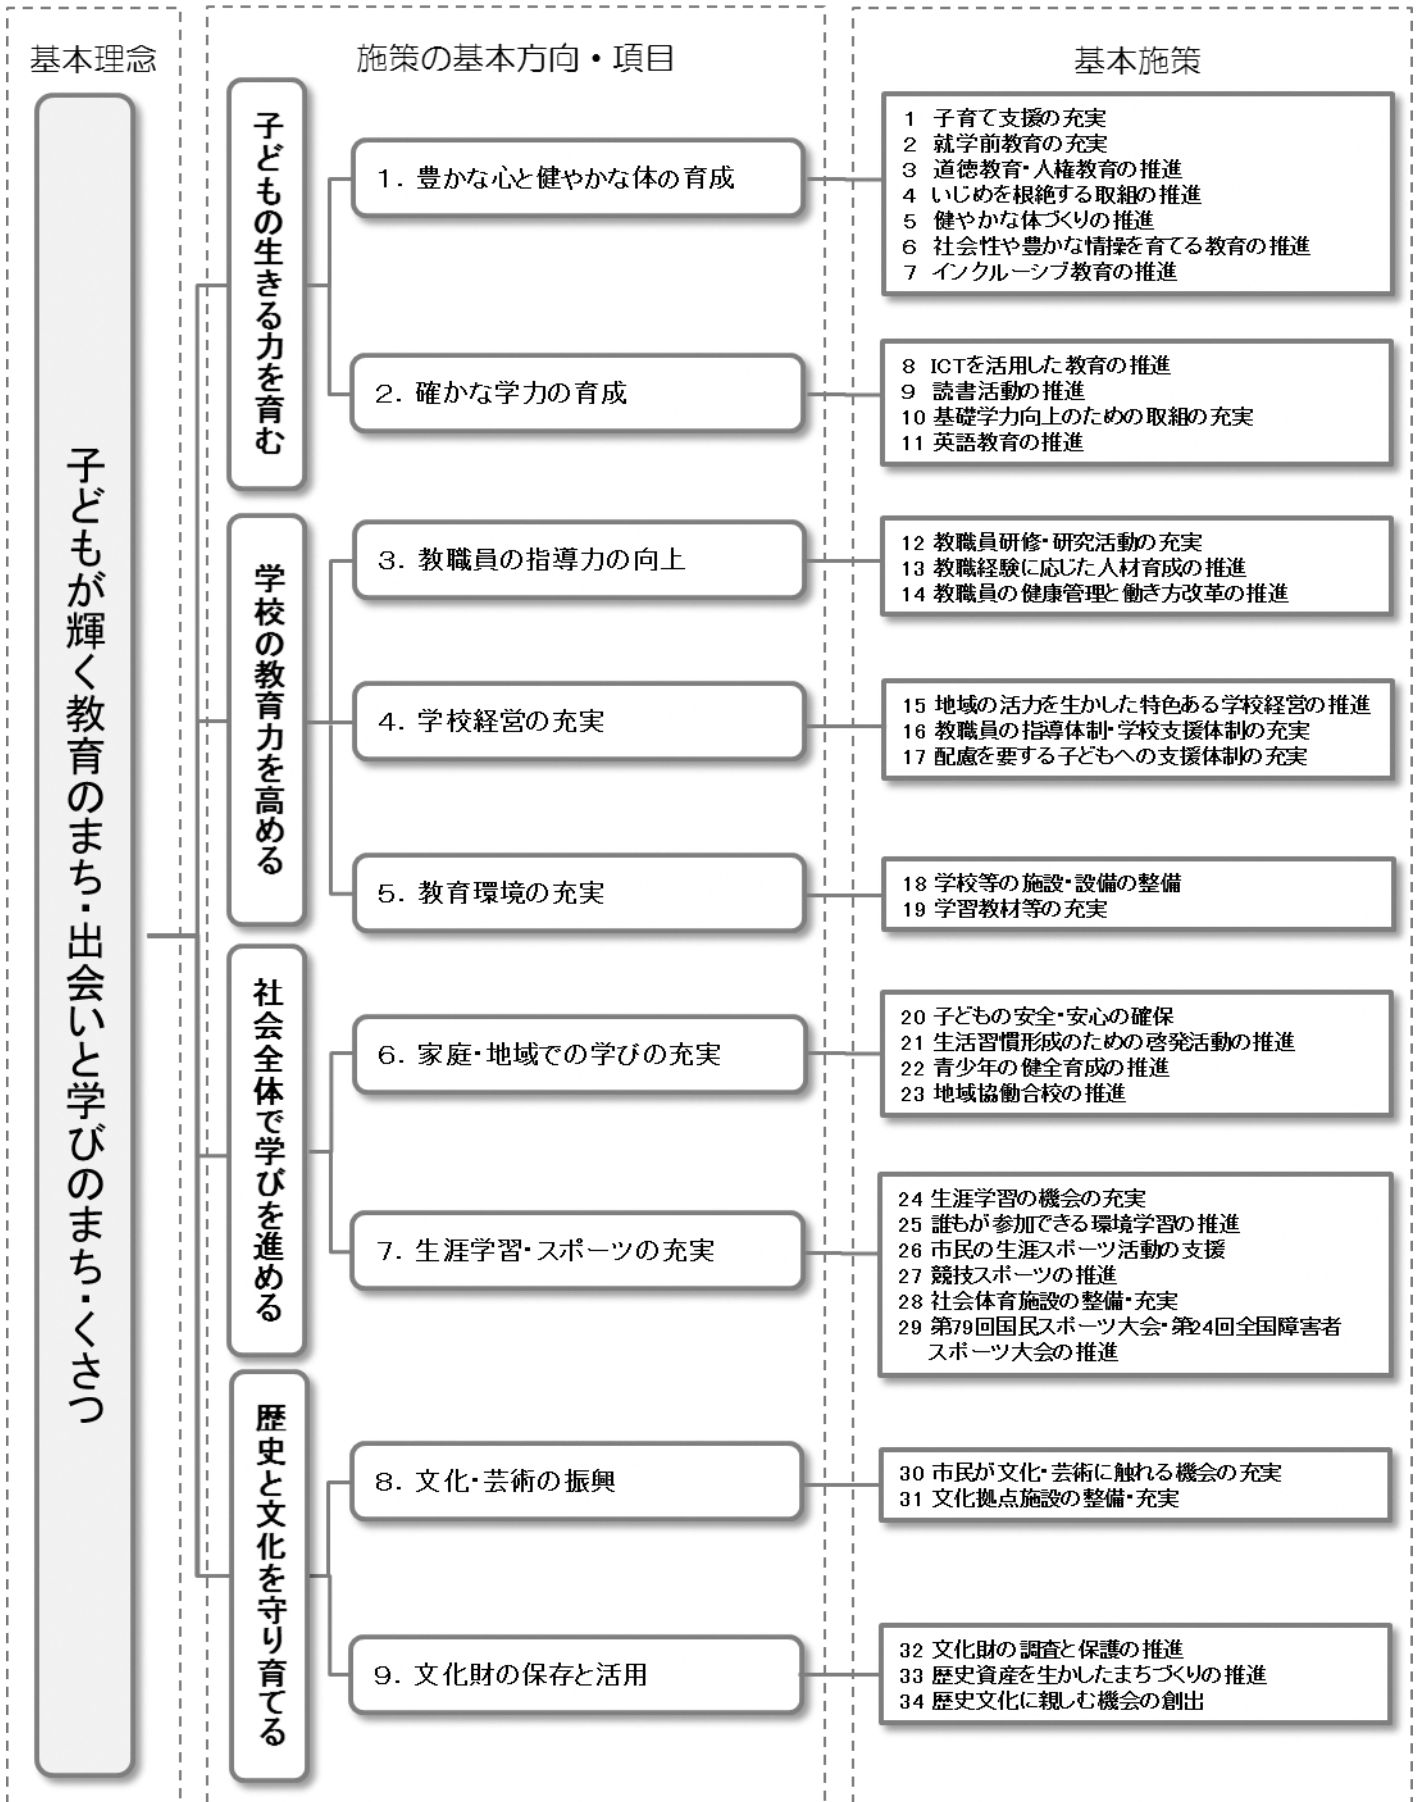 基本理念
施策の基本方向・項目
基本施策
子どもが輝く教育のまち・出会いと学びのまち・くさつ
子どもの生きる力を育む
1. 豊かな心と健やかな体の育成
1 子育て支援の充実
2 就学前教育の充実
3 道徳教育・人権教育の推進
4 いじめを根絶する取組の推進
5 健やかな体づくりの推進
6 社会性や豊かな情操を育てる教育の推進
7 インクルーシブ教育の推進
2. 確かな学力の育成
8 ICTを活用した教育の推進
9 読書活動の推進
10 基礎学力向上のための取組の充実
11 英語教育の推進
学校の教育力を高める
3. 教職員の指導力の向上
12 教職員研修・研究活動の充実
13 教職経験に応じた人材育成の推進
14 教職員の健康管理と働き方改革の推進
4. 学校経営の充実
15 地域の活力を生かした特色ある学校経営の推進
16 教職員の指導体制・学校支援体制の充実
17 配慮を要する子どもへの支援体制の充実
5. 教育環境の充実
18 学校等の施設・設備の整備
19 学習教材等の充実
社会全体で学びを進める
6. 家庭・地域での学びの充実
20 子どもの安全・安心の確保
21 生活習慣形成のための啓発活動の推進
22 青少年の健全育成の推進
23 地域協働合校の推進
7. 生涯学習・スポーツの充実
24 生涯学習の機会の充実
25 誰もが参加できる環境学習の推進
26 市民の生涯スポーツ活動の支援
27 競技スポーツの推進
28 社会体育施設の整備・充実
29 第79回国民スポーツ大会・第24回全国障害者
スポーツ大会の推進
歴史と文化を守り育てる
8. 文化・芸術の振興
30 市民が文化・芸術に触れる機会の充実
31 文化拠点施設の整備・充実
9. 文化財の保存と活用
32 文化財の調査と保護の推進
33 歴史資産を生かしたまちづくりの推進
34 歴史文化に親しむ機会の創出